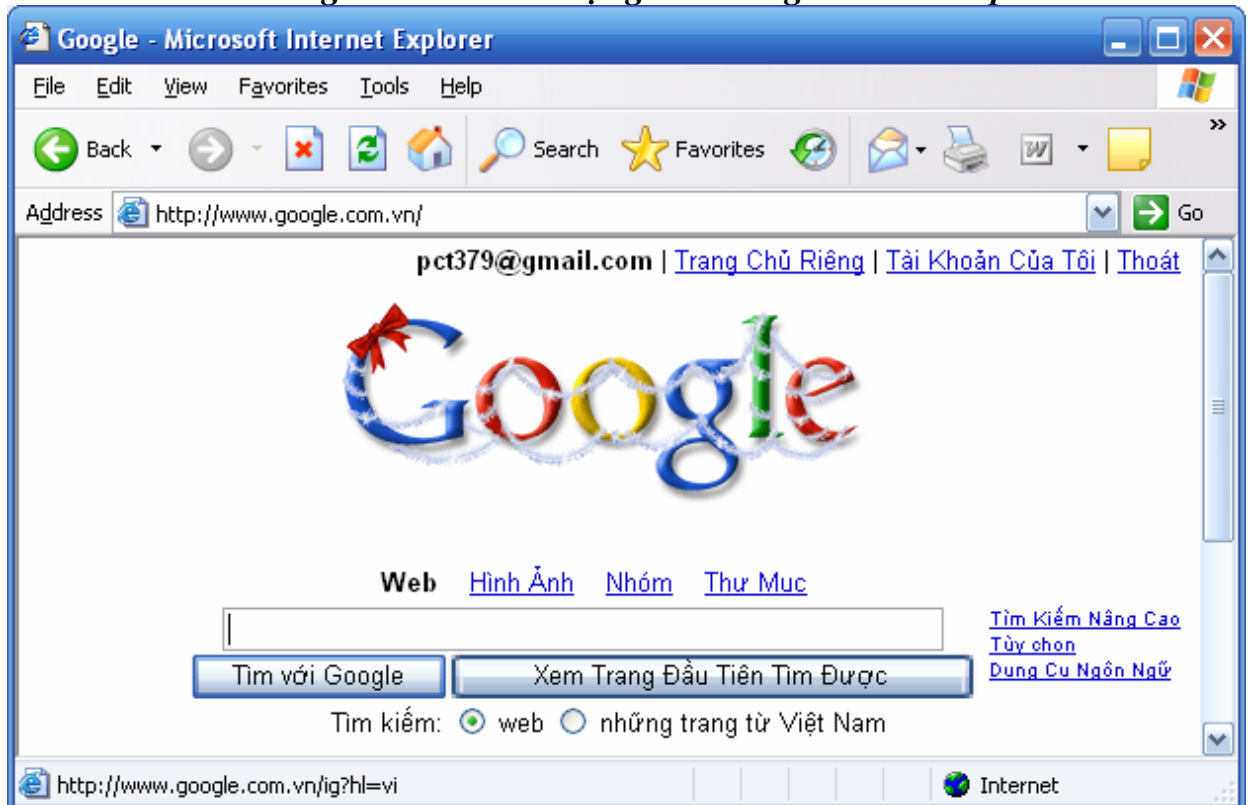 Google - Microsoft Internet Explorer
File Edit View Favorites Tools Help
Back Search Favorites
Address http://www.google.com.vn/ Go
pct379@gmail.com | Trang Chủ Riêng | Tài Khoản Của Tôi | Thoát
Google
Web Hình Ảnh Nhóm Thư Mục
Tìm Kiếm Nâng Cao
Tùy chọn
Tìm với Google Xem Trang Đầu Tiên Tìm Được Dụng Cụ Ngôn Ngữ
Tìm kiếm: web những trang từ Việt Nam
http://www.google.com.vn/ig?hl=vi Internet